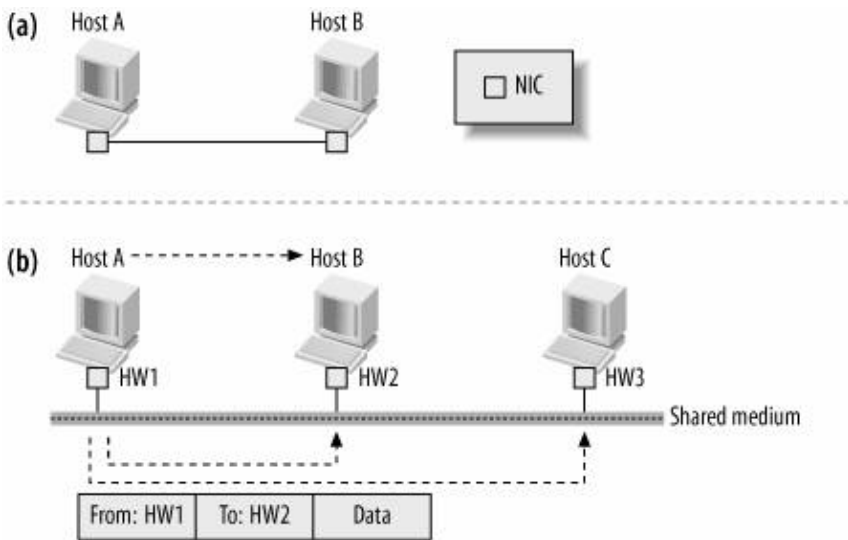 (a) Host A Host B
NIC
(b) Host A Host B Host C
HW1 HW2 HW3
Shared medium
From: HW1 To: HW2 Data